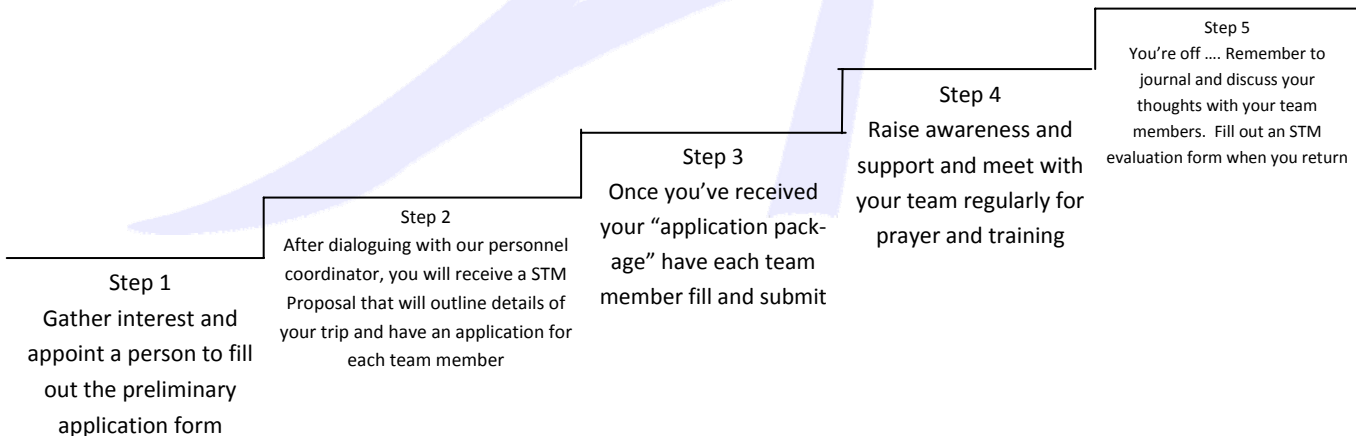 Step 1
Gather interest and
appoint a person to fill
out the preliminary
application form
Step 2
After dialoguing with our personnel
coordinator, you will receive a STM
Proposal that will outline details of
your trip and have an application for
each team member
Step 3
Once you’ve received
your “application pack-
age” have each team
member fill and submit
Step 4
Raise awareness and
support and meet with
your team regularly for
prayer and training
Step 5
You’re off .... Remember to
journal and discuss your
thoughts with your team
members.  Fill out an STM
evaluation form when you return